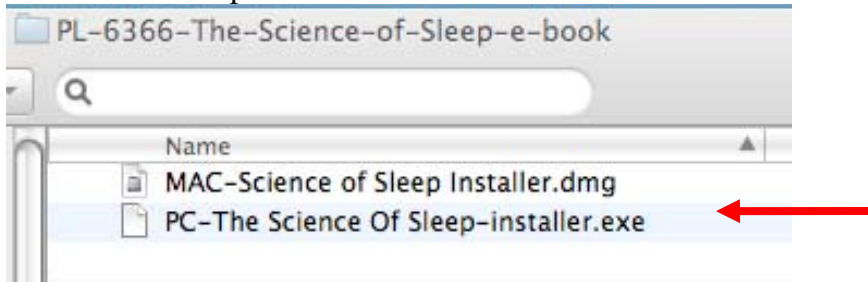 PL-6366-The-Science-of-Sleep-e-book
Name
MAC-Science of Sleep Installer.dmg
PC-The Science Of Sleep-installer.exe